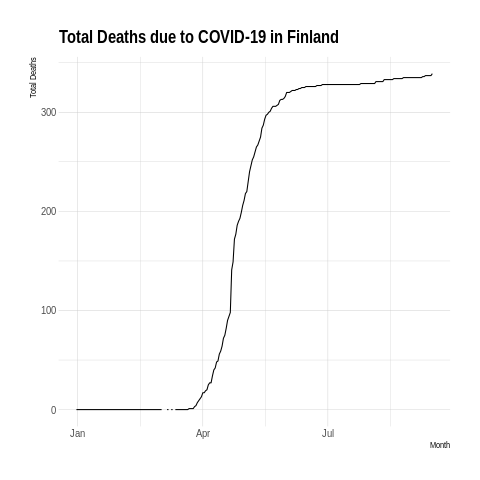 Total Deaths due to COVID-19 in Finland
Total Deaths
300
200
100
0
Jan Apr Jul
Month